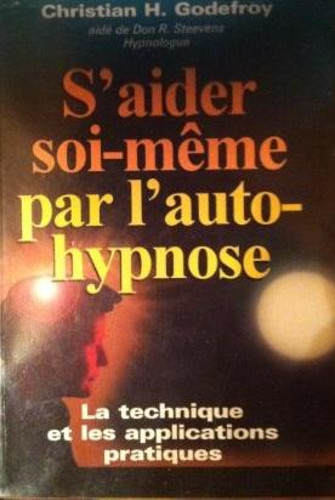 Christian H. Godefroy
aidé de Don R. Steevens
Hypnologue
S'aider
soi-même
par l'auto-
hypnose
La technique
et les applications
pratiques